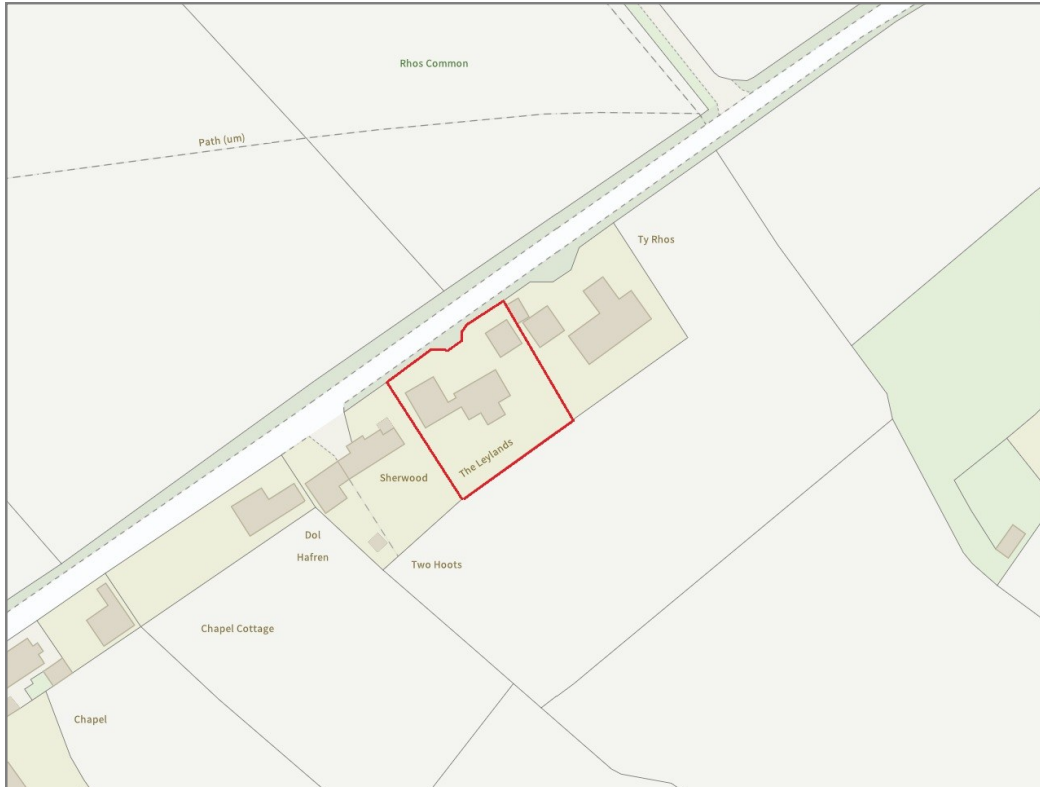 Rhos Common
Path (um)
Ty Rhos
The Leylands
Sherwood
Dol
Hafren
Two Hoots
Chapel Cottage
Chapel